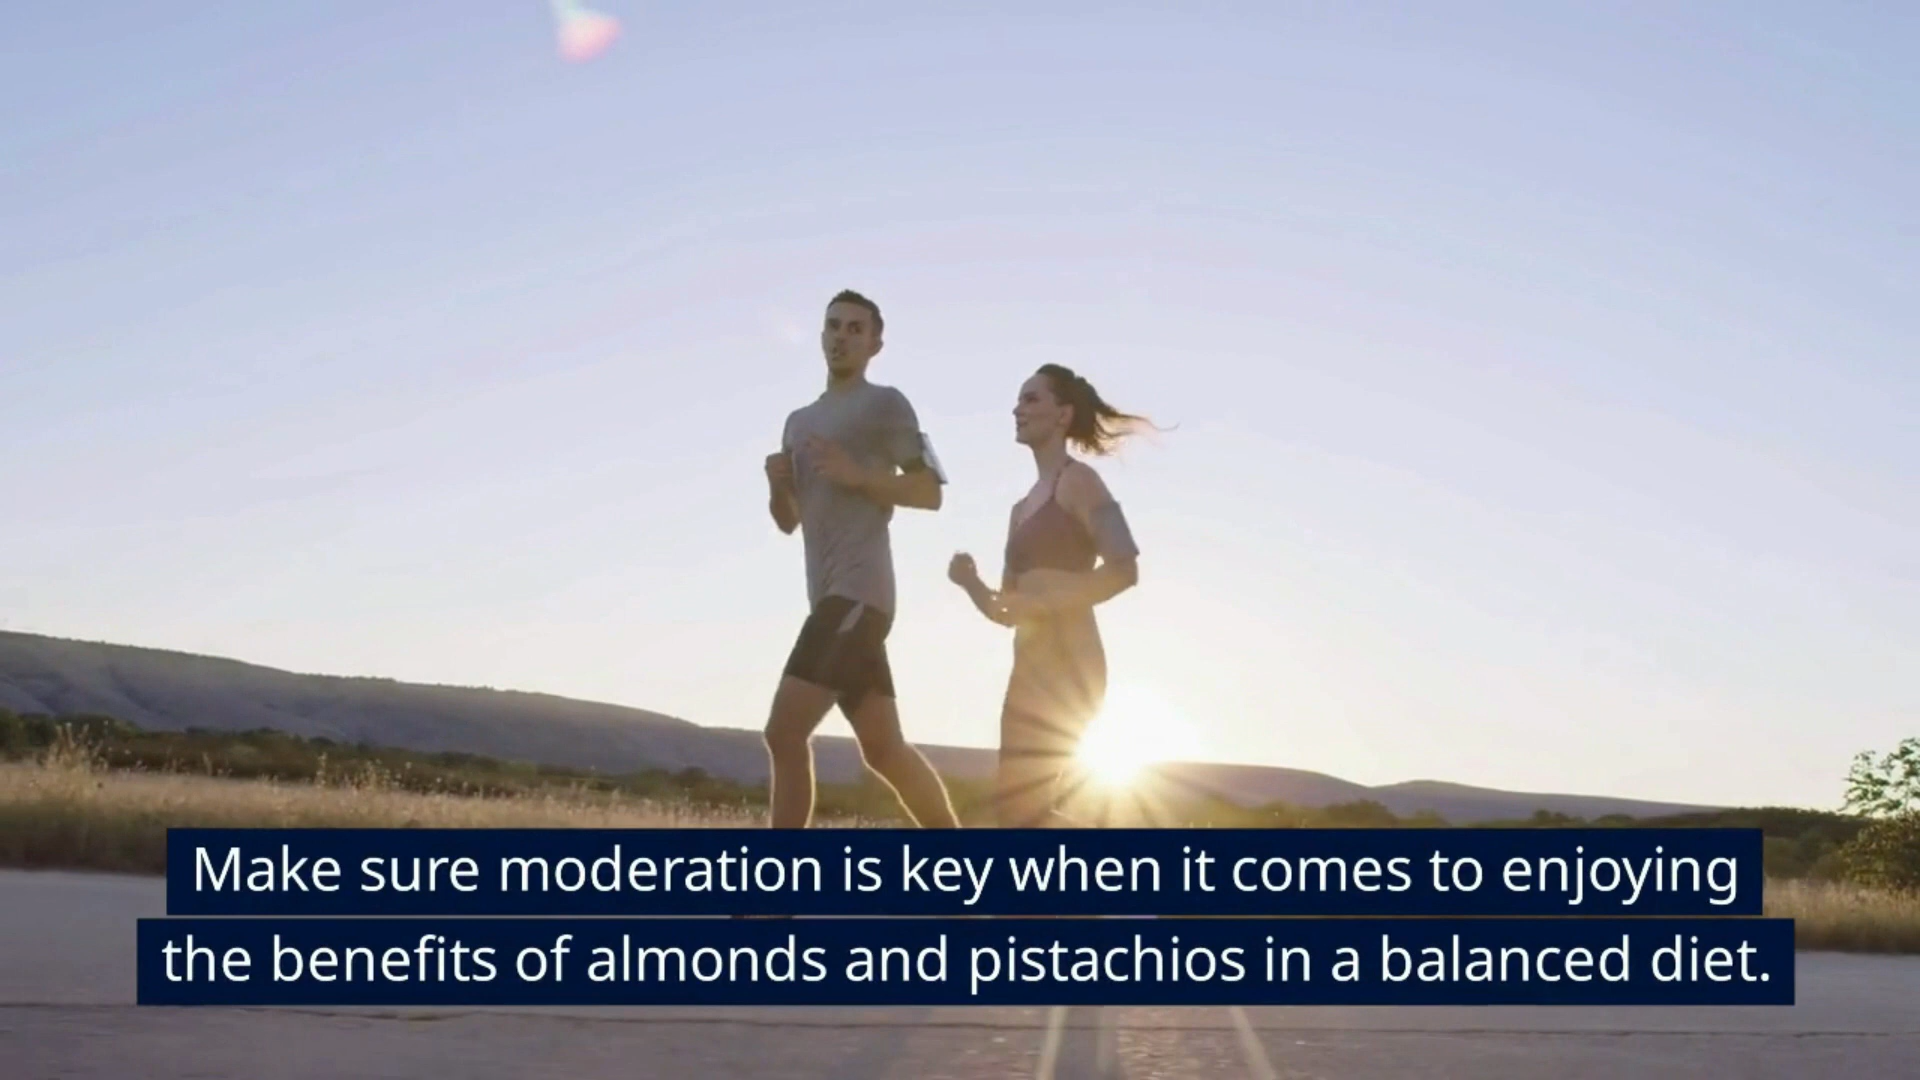 Make sure moderation is key when it comes to enjoying
the benefits of almonds and pistachios in a balanced diet.